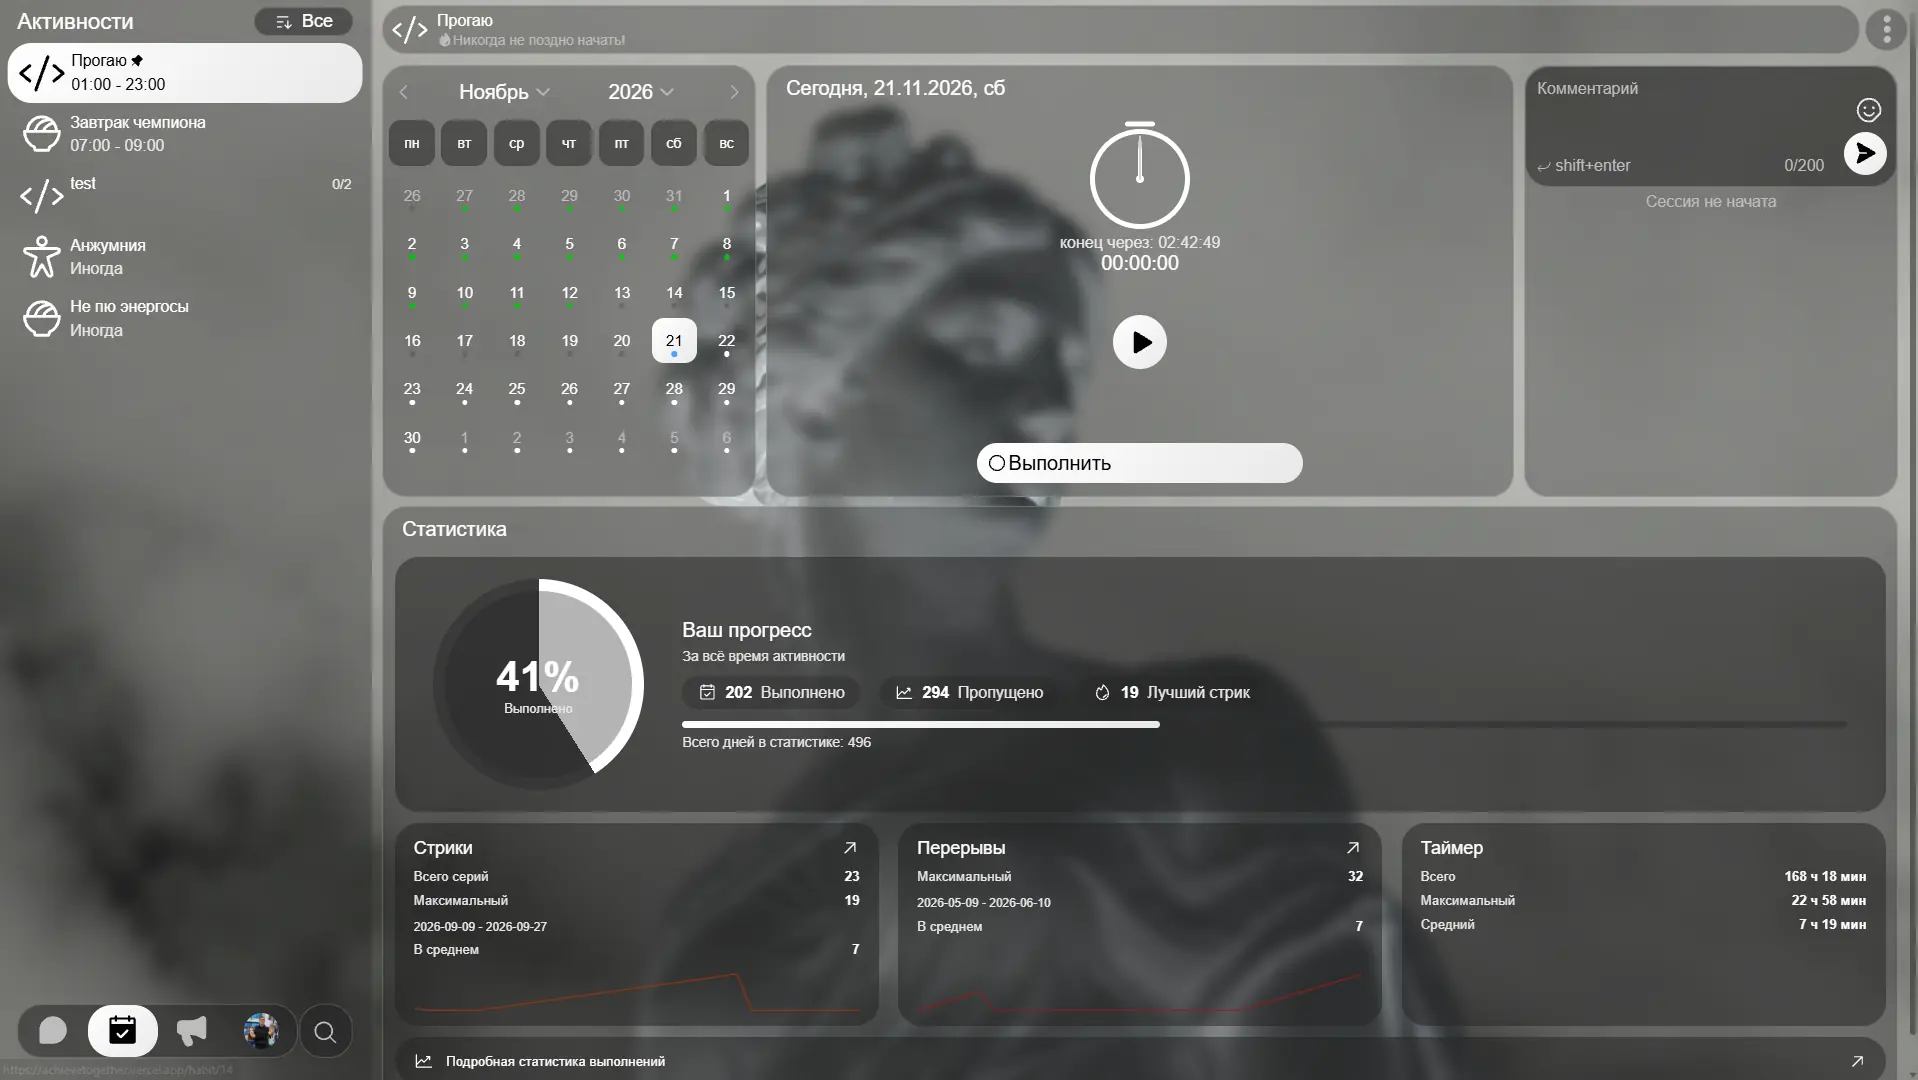 Активности
Все
Прогаю
01:00 - 23:00
Завтрак чемпиона
07:00 - 09:00
test
0/2
Анжумния
Иногда
Не пю энергосы
Иногда
Прогаю
Никогда не поздно начать!
Ноябрь
2026
пн вт ср чт пт сб вс
26 27 28 29 30 31 1
2 3 4 5 6 7 8
9 10 11 12 13 14 15
16 17 18 19 20 21 22
23 24 25 26 27 28 29
30 1 2 3 4 5 6
Сегодня, 21.11.2026, сб
конец через: 02:42:49
00:00:00
Выполнить
Комментарий
shift+enter
0/200
Сессия не начата
Статистика
41%
Выполнено
Ваш прогресс
За всё время активности
202 Выполнено
294 Пропущено
19 Лучший стрик
Всего дней в статистике: 496
Стрики
Всего серий 23
Максимальный 19
2026-09-09 - 2026-09-27
В среднем 7
Перерывы
Максимальный 32
2026-05-09 - 2026-06-10
В среднем 7
Таймер
Всего 168 ч 18 мин
Максимальный 22 ч 58 мин
Средний 7 ч 19 мин
Подробная статистика выполнений
https://achievetogether.vercel.app/habit/14